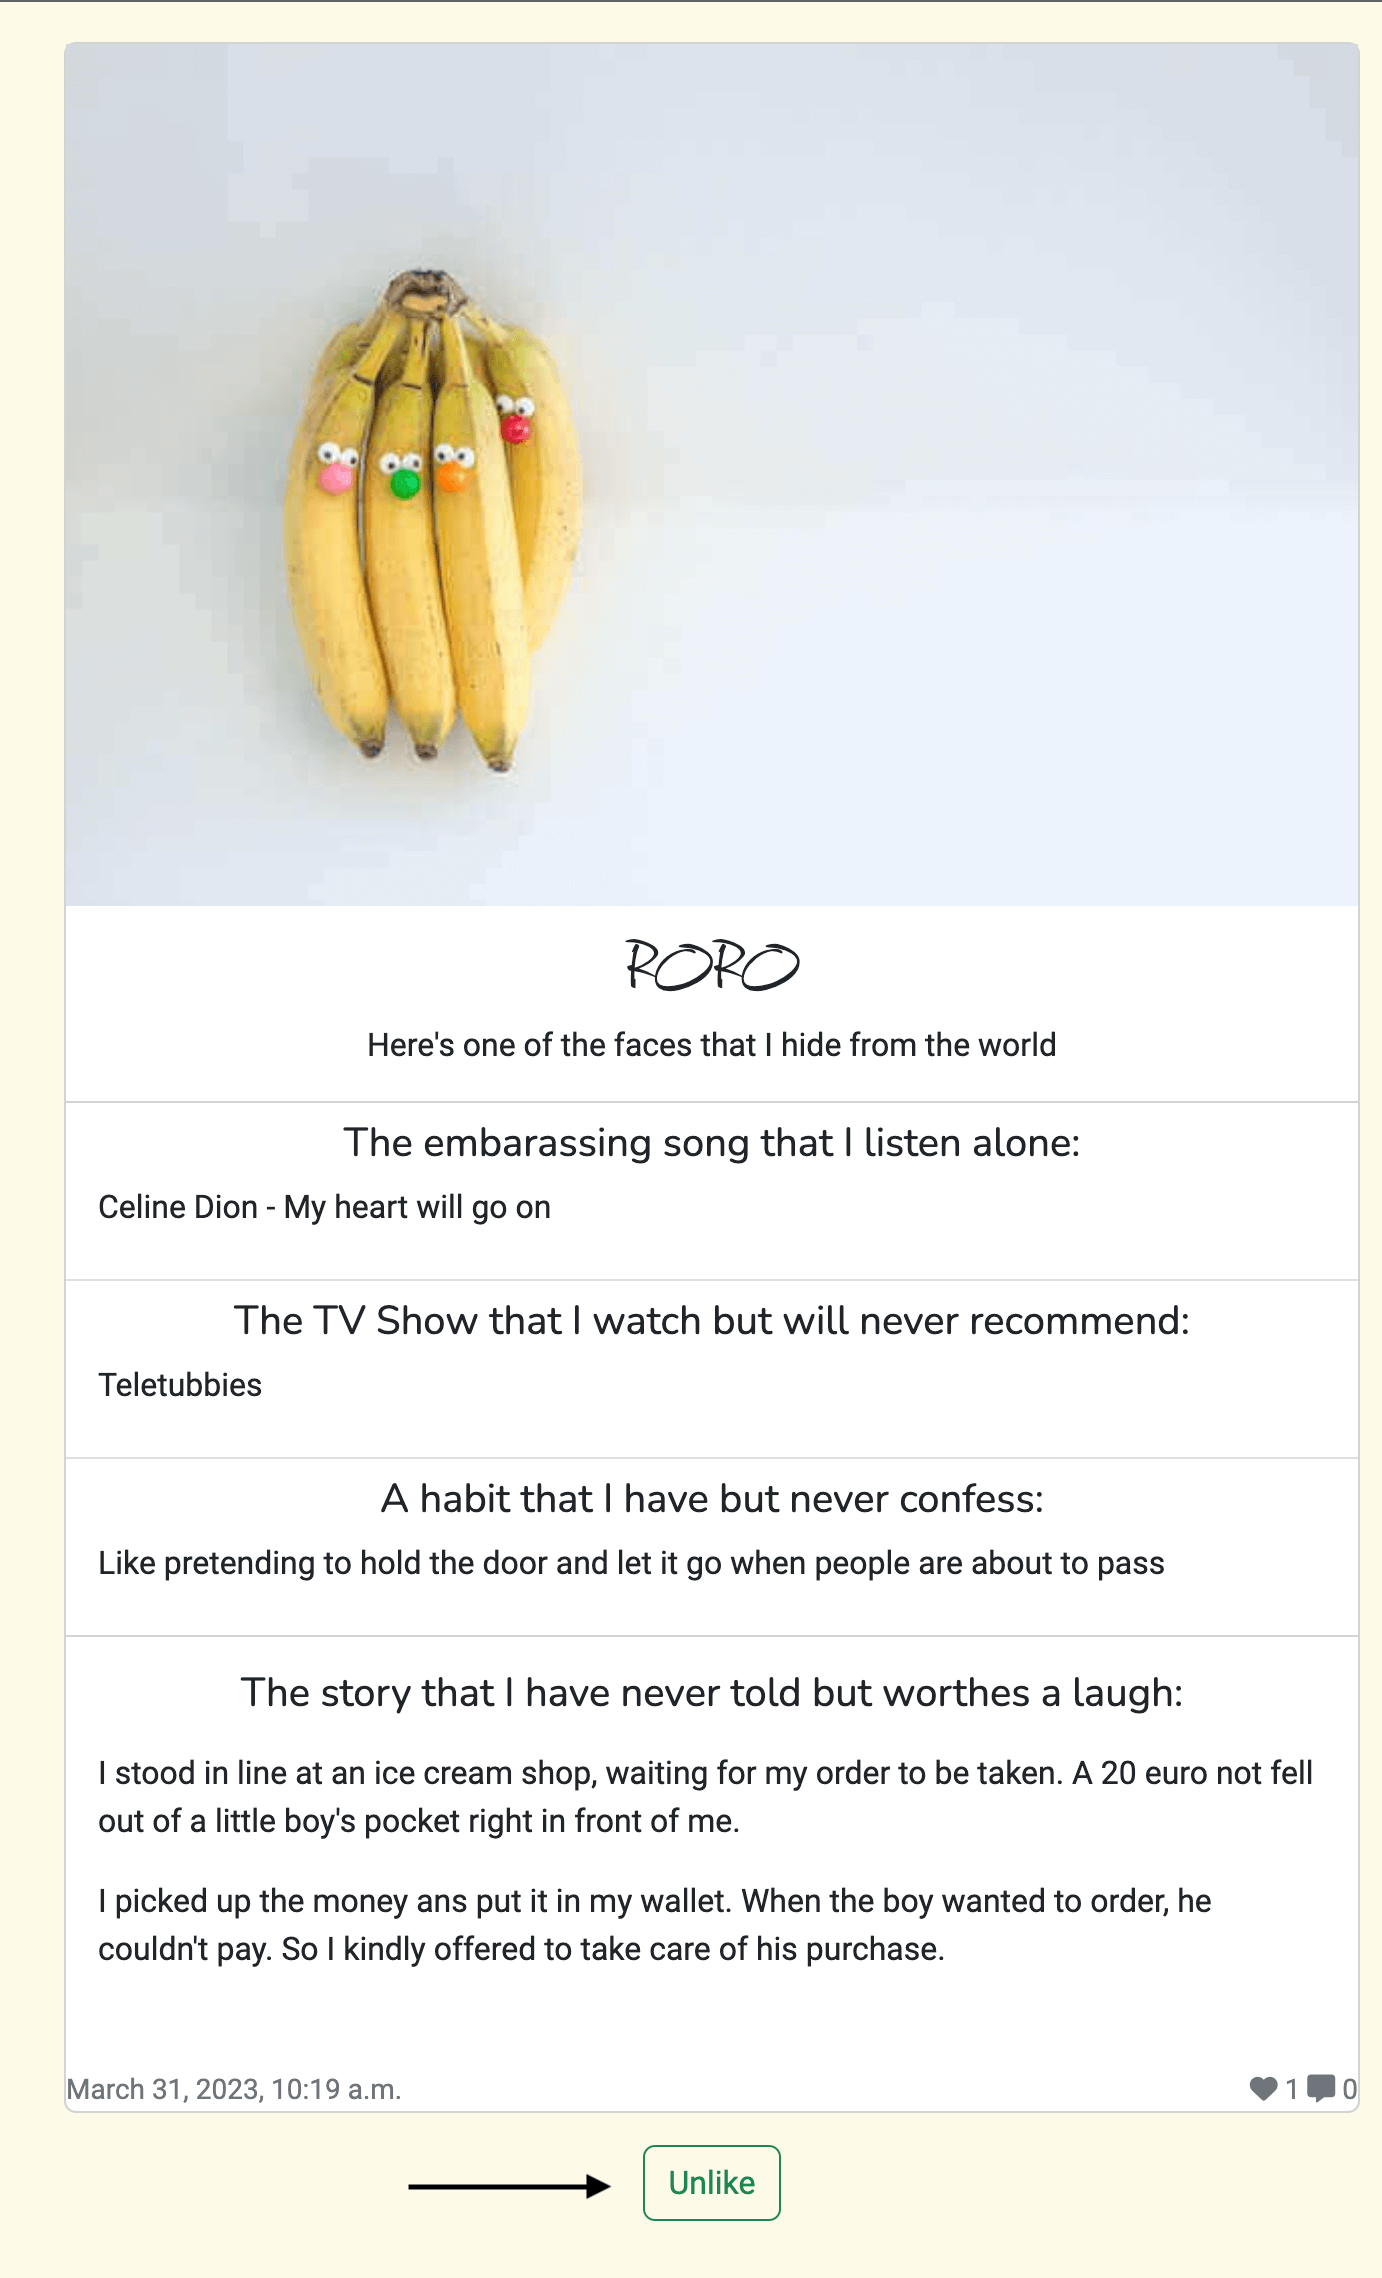 RORO
Here's one of the faces that I hide from the world
The embarassing song that I listen alone:
Celine Dion - My heart will go on
The TV Show that I watch but will never recommend:
Teletubbies
A habit that I have but never confess:
Like pretending to hold the door and let it go when people are about to pass
The story that I have never told but worthes a laugh:
I stood in line at an ice cream shop, waiting for my order to be taken. A 20 euro not fell
out of a little boy's pocket right in front of me.
I picked up the money ans put it in my wallet. When the boy wanted to order, he
couldn't pay. So I kindly offered to take care of his purchase.
March 31, 2023, 10:19 a.m. 1 0
Unlike